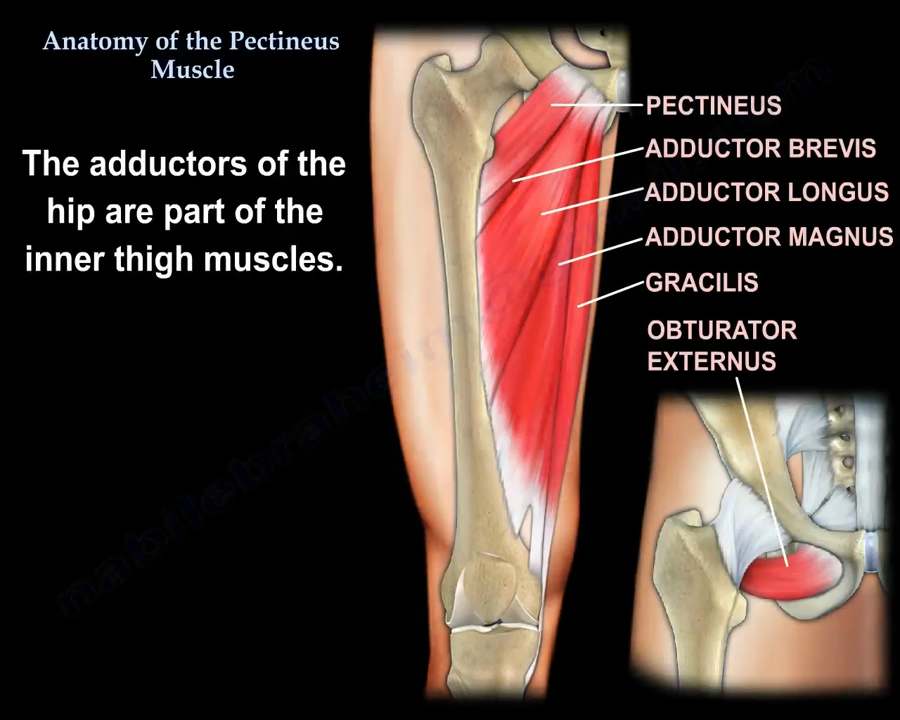 Anatomy of the Pectineus
Muscle
The adductors of the
hip are part of the
inner thigh muscles.
PECTINEUS
ADDUCTOR BREVIS
ADDUCTOR LONGUS
ADDUCTOR MAGNUS
GRACILIS
OBTURATOR
EXTERNUS